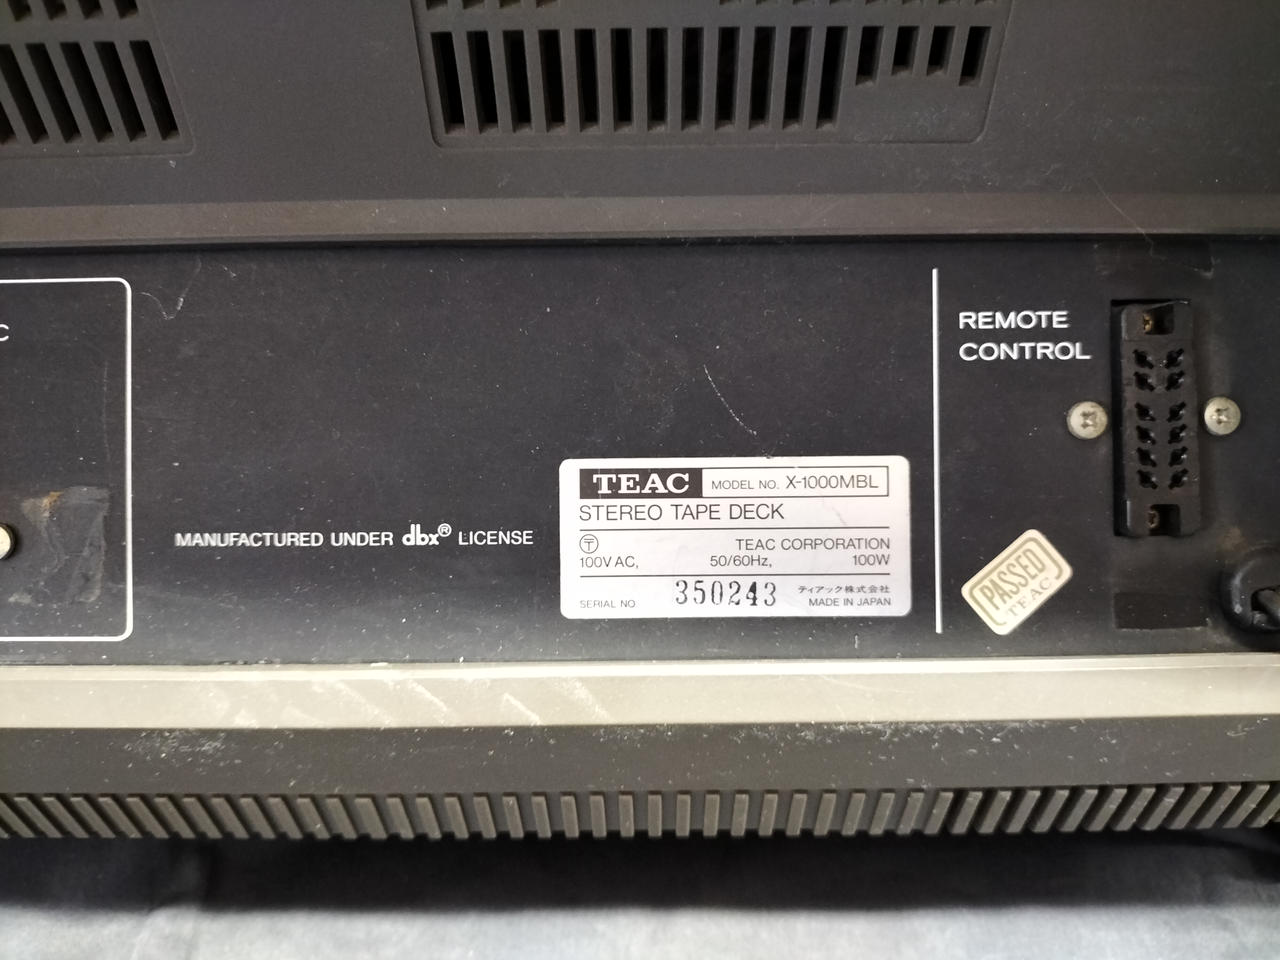 C
REMOTE
CONTROL
MANUFACTURED UNDER dbx® LICENSE
TEAC MODEL NO. X-1000MBL
STEREO TAPE DECK
T TEAC CORPORATION
100V AC, 50/60Hz, 100W
SERIAL NO 350243 ティアック株式会社
MADE IN JAPAN
PASSED
TEAC